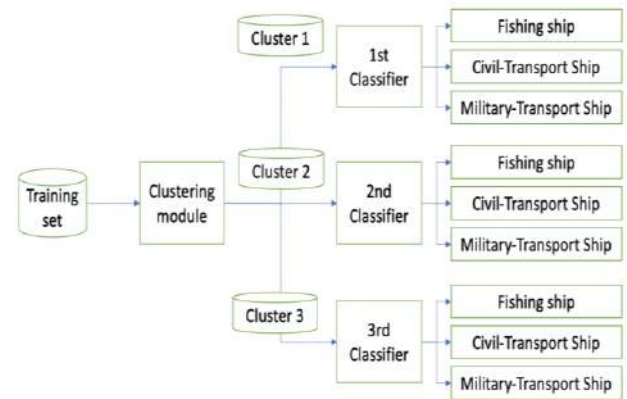 Training
set
Clustering
module
Cluster 1
Cluster 2
Cluster 3
1st
Classifier
Fishing ship
Civil-Transport Ship
Military-Transport Ship
2nd
Classifier
Fishing ship
Civil-Transport Ship
Military-Transport Ship
3rd
Classifier
Fishing ship
Civil-Transport Ship
Military-Transport Ship